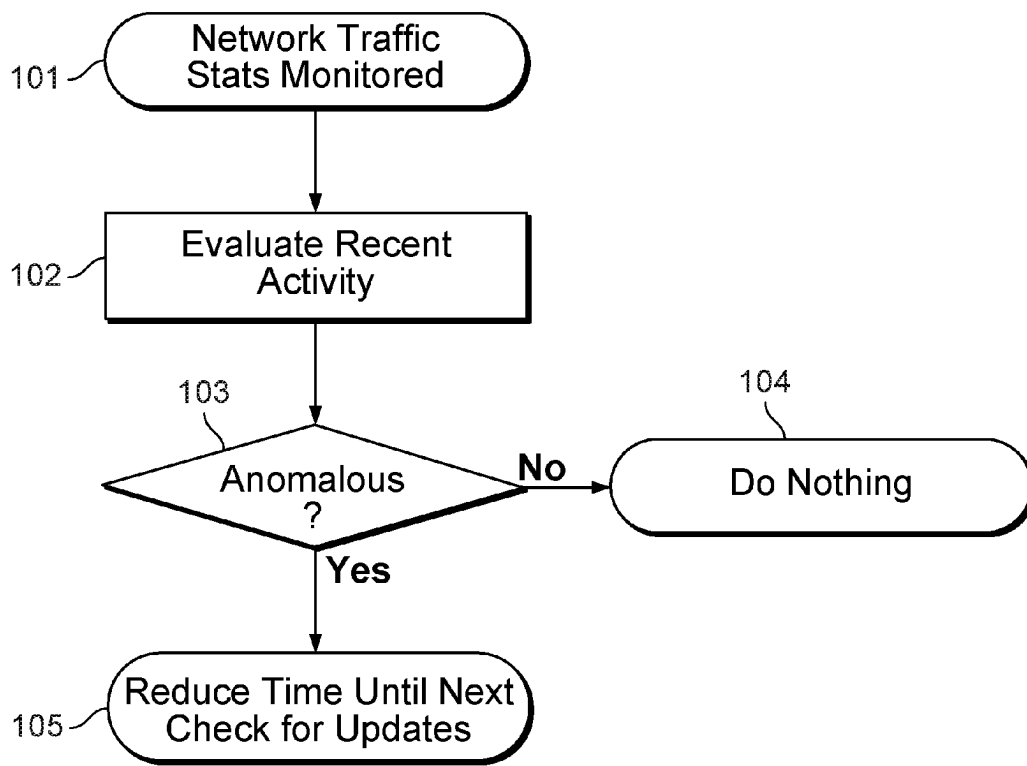 Network Traffic
Stats Monitored
101
Evaluate Recent
Activity
102
103
Anomalous
?
No
104
Do Nothing
Yes
Reduce Time Until Next
Check for Updates
105